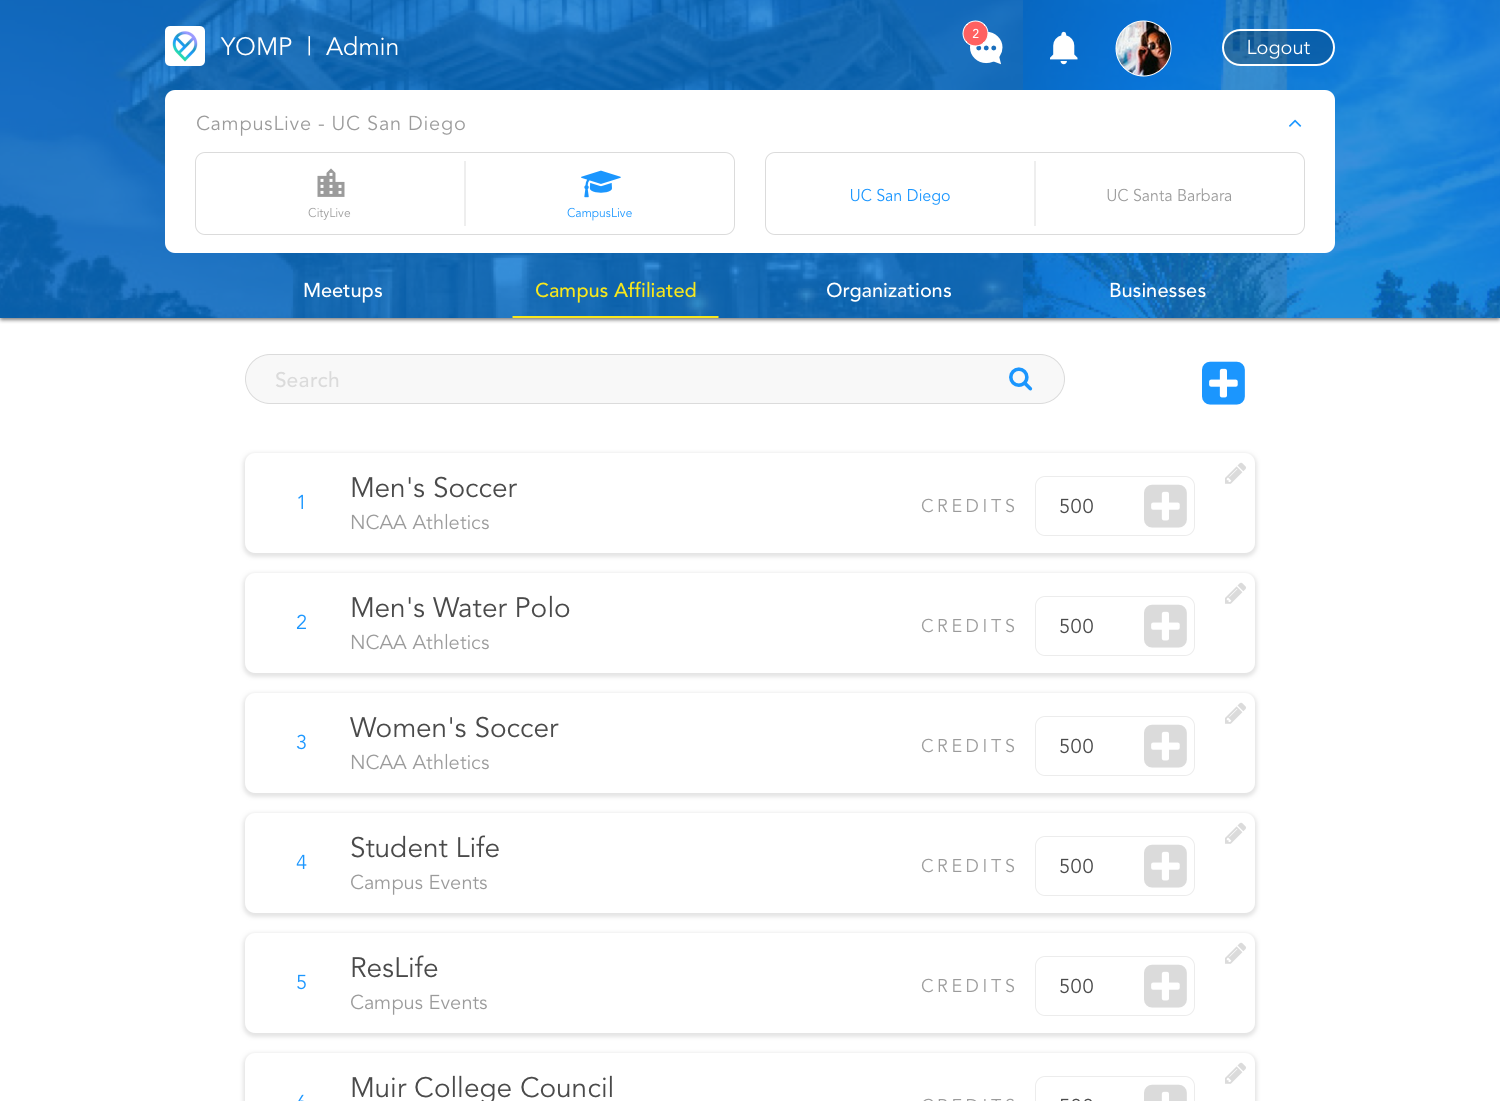 YOMP | Admin
2
Logout
CampusLive - UC San Diego
CityLive
CampusLive
UC San Diego
UC Santa Barbara
Meetups
Campus Affiliated
Organizations
Businesses
Search
1
Men's Soccer
NCAA Athletics
CREDITS
500
2
Men's Water Polo
NCAA Athletics
CREDITS
500
3
Women's Soccer
NCAA Athletics
CREDITS
500
4
Student Life
Campus Events
CREDITS
500
5
ResLife
Campus Events
CREDITS
500
Muir College Council